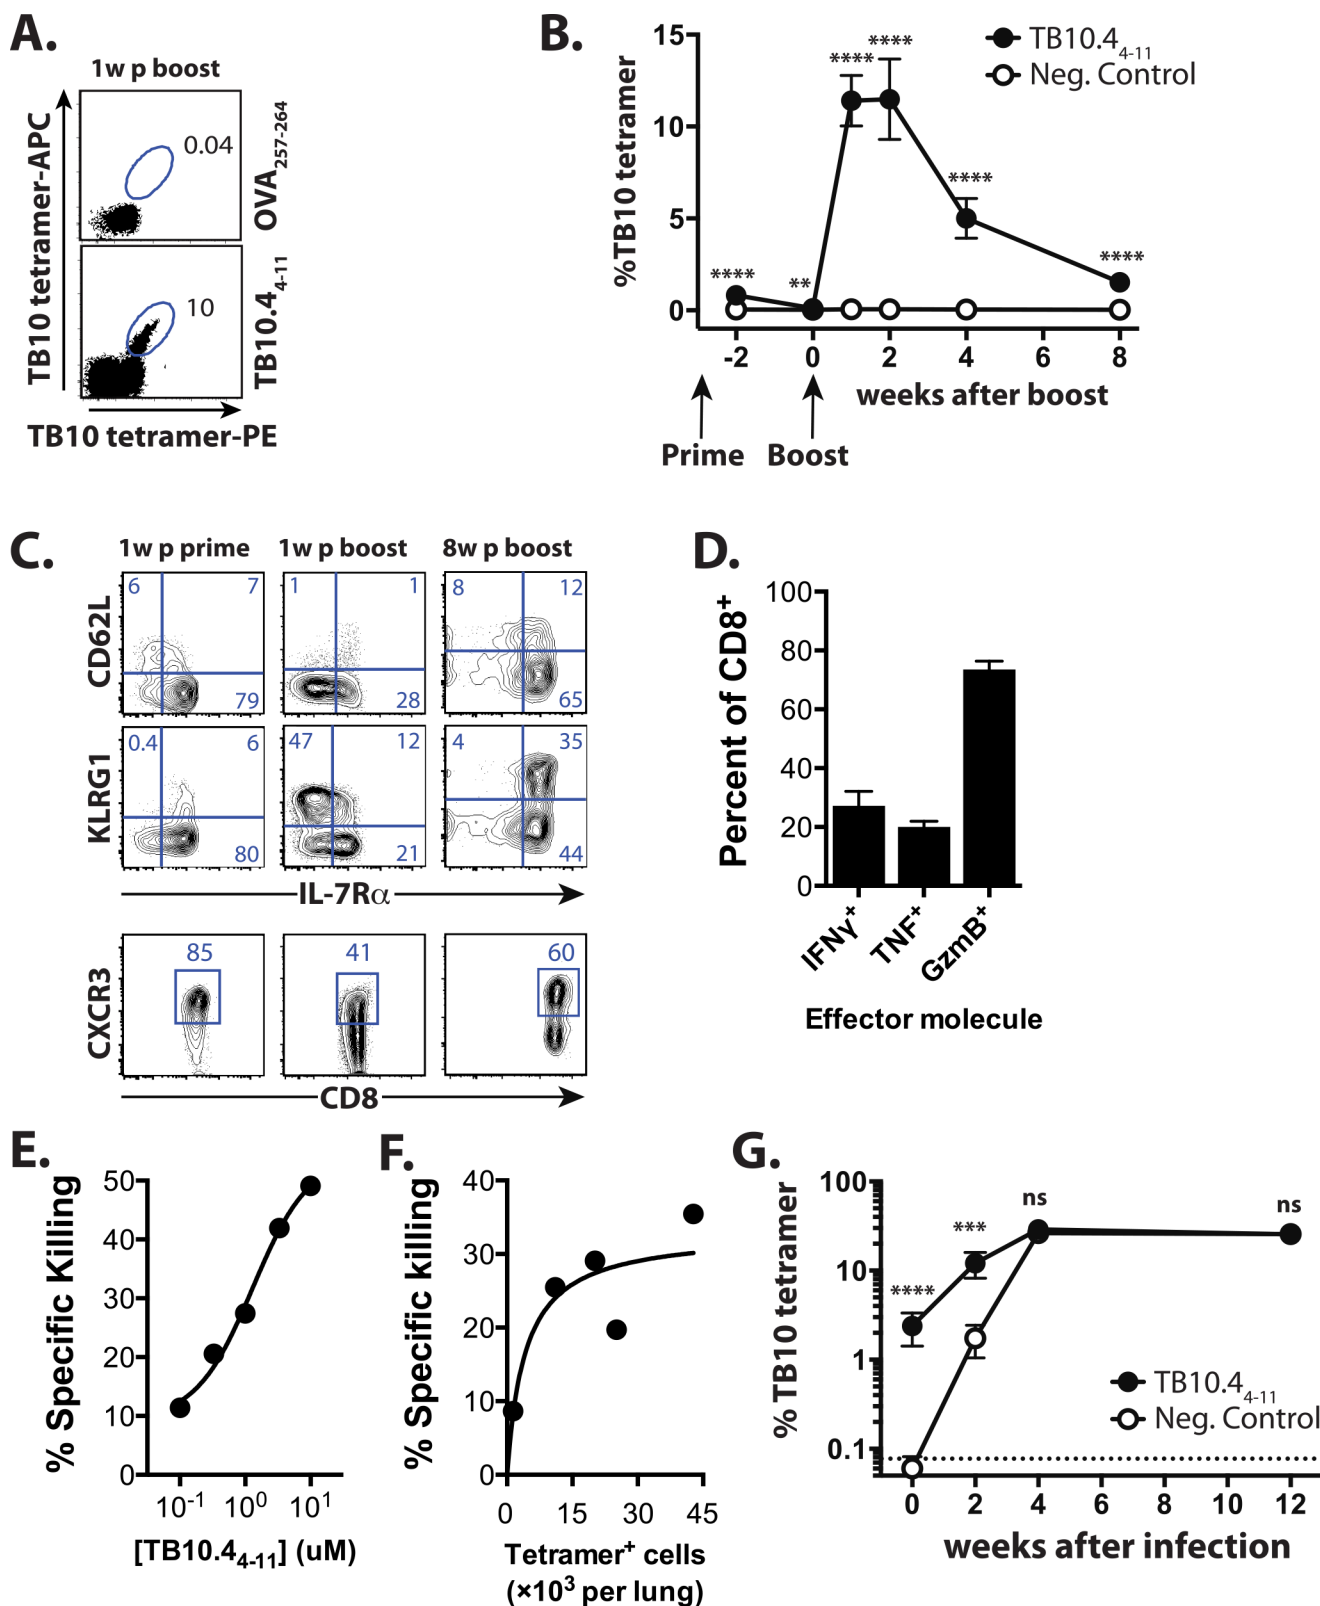 A.
1w p boost
TB10 tetramer-APC
0.04
OVA257-264
10
TB10.44-11
TB10 tetramer-PE
B.
%TB10 tetramer
15
10
5
0
**** ** **** **** **** ****
TB10.44-11
Neg. Control
-2 0 2 4 6 8
weeks after boost
Prime Boost
C.
1w p prime 1w p boost 8w p boost
CD62L
6 7 1 1 8 12
79 28 65
KLRG1
0.4 6 47 12 4 35
80 21 44
IL-7Rα
CXCR3
85 41 60
CD8
D.
Percent of CD8+
100
80
60
40
20
0
IFNγ+ TNF+ GzmB+
Effector molecule
E.
% Specific Killing
50
40
30
20
10
0
10-1 100 101
[TB10.44-11] (uM)
F.
% Specific killing
40
30
20
10
0
0 15 30 45
Tetramer+ cells
(×103 per lung)
G.
% TB10 tetramer
100
10
1
0.1
**** *** ns ns
TB10.44-11
Neg. Control
0 2 4 6 8 10 12
weeks after infection